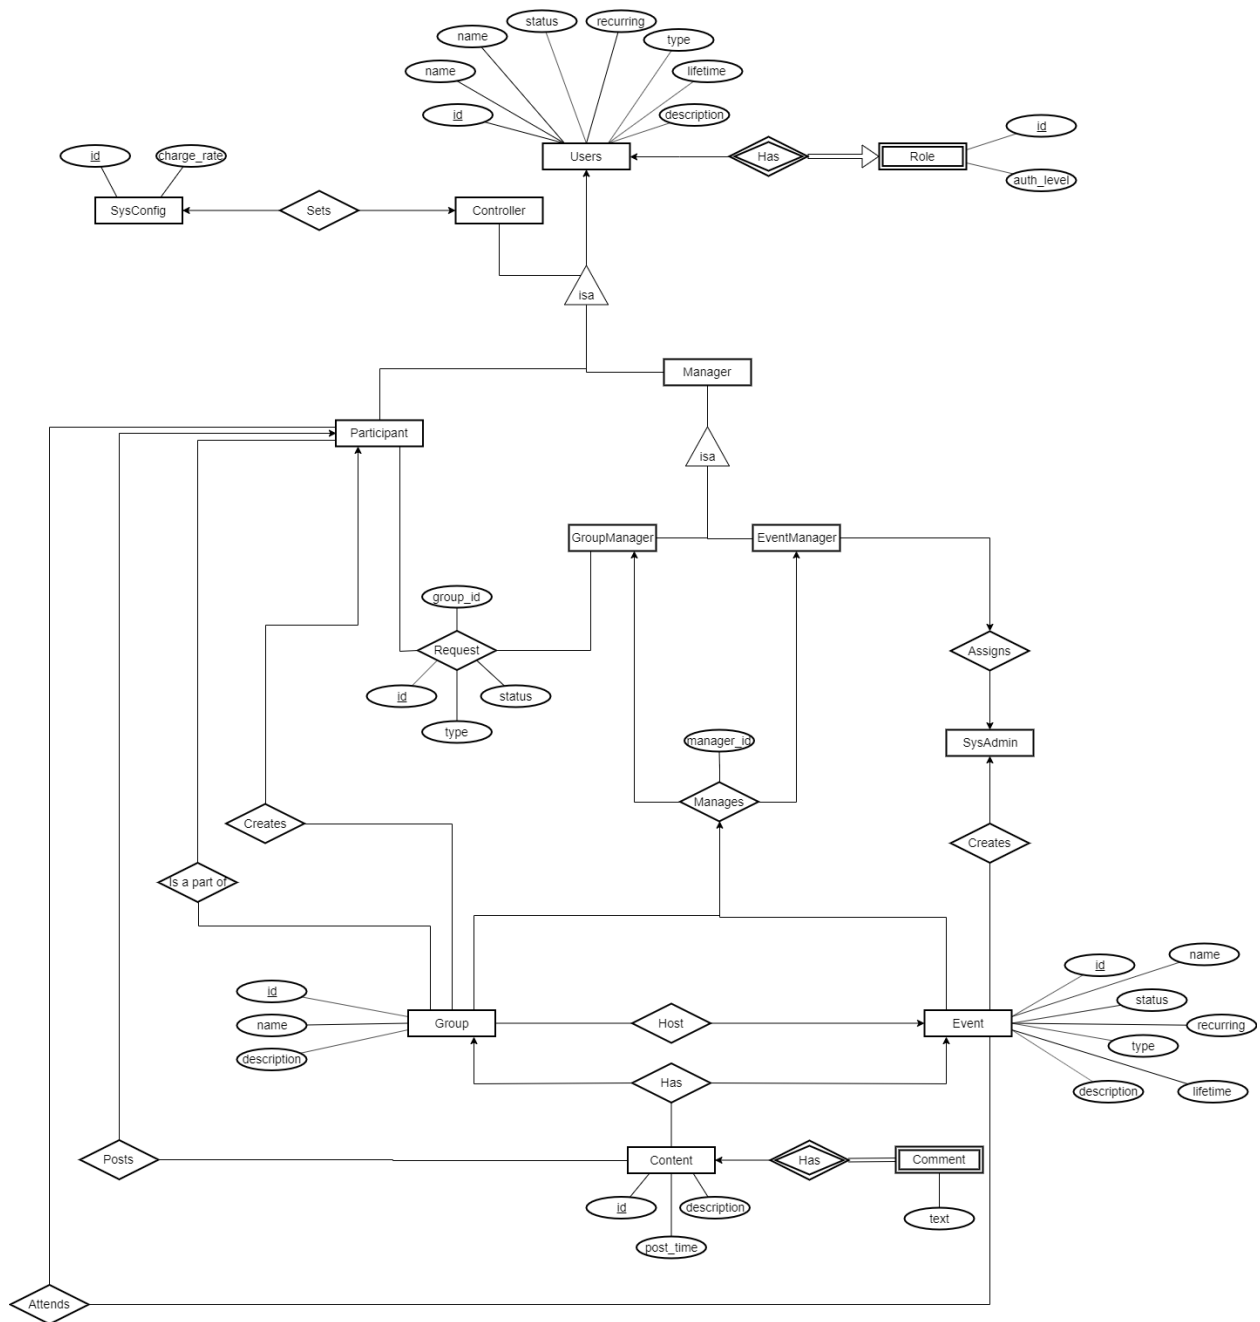 status
recurring
name
type
name
lifetime
id
description
id
Users
Has
Role
id
charge_rate
auth_level
SysConfig
Sets
Controller
isa
Manager
Participant
isa
GroupManager
EventManager
group_id
Request
Assigns
id
status
type
manager_id
SysAdmin
Manages
Creates
Creates
Is a part of
id
name
id
name
status
description
Group
Host
Event
recurring
type
Has
description
lifetime
Posts
Content
Has
Comment
id
description
text
post_time
Attends